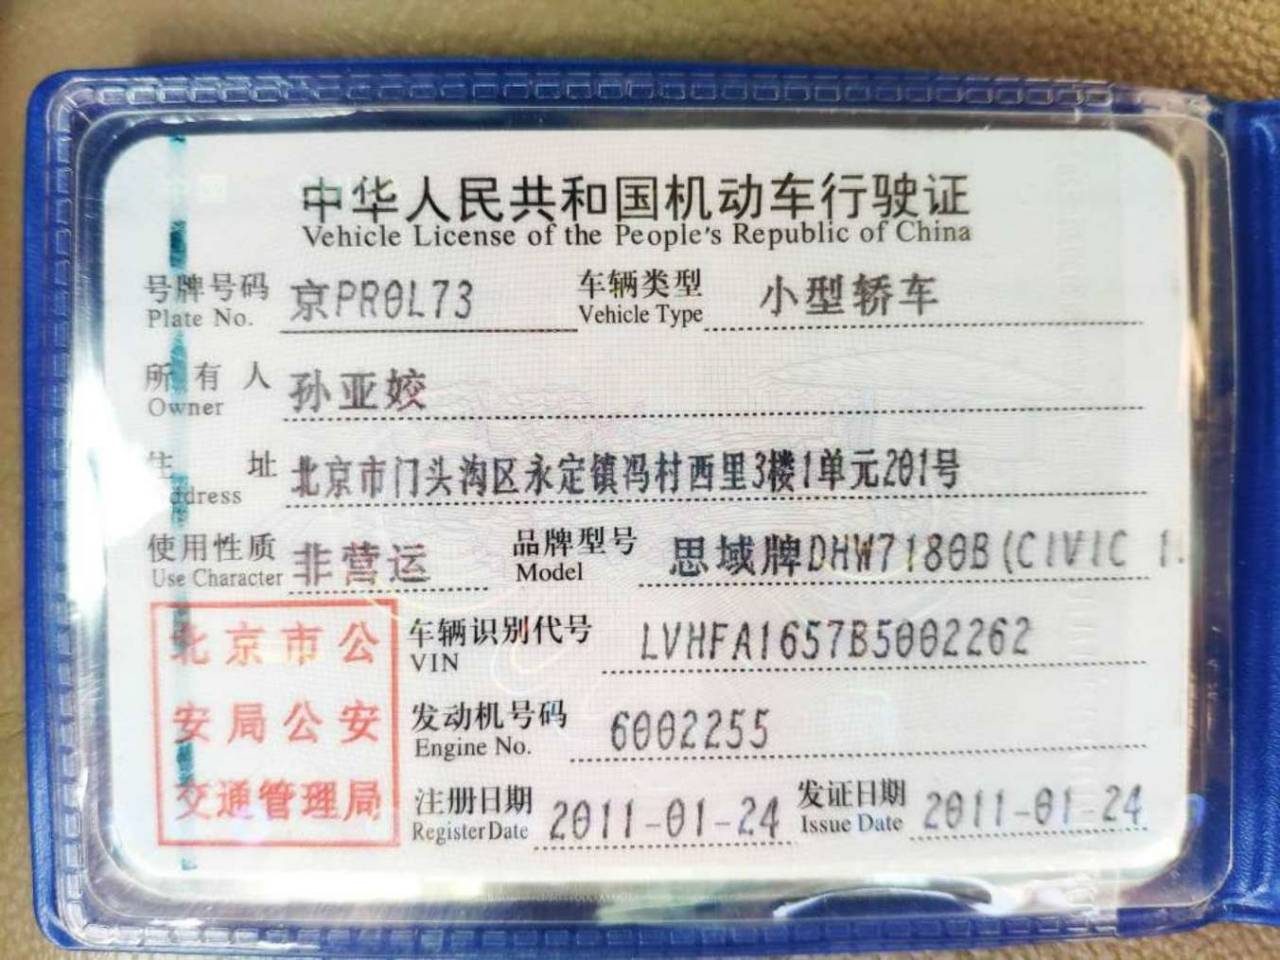 中华人民共和国机动车行驶证
Vehicle License of the People's Republic of China
号牌号码 京PR0L73 车辆类型 小型轿车
Plate No. Vehicle Type
所有人 孙亚姣
Owner
住址 北京市门头沟区永定镇冯村西里3楼1单元201号
Address
使用性质 非营运 品牌型号 思域牌DHW7180B(CIVIC 1.
Use Character Model
北京市公
安局公安
交通管理局
车辆识别代号 LVHFA1657B5002262
VIN
发动机号码 6002255
Engine No.
注册日期 2011-01-24 发证日期 2011-01-24
Register Date Issue Date